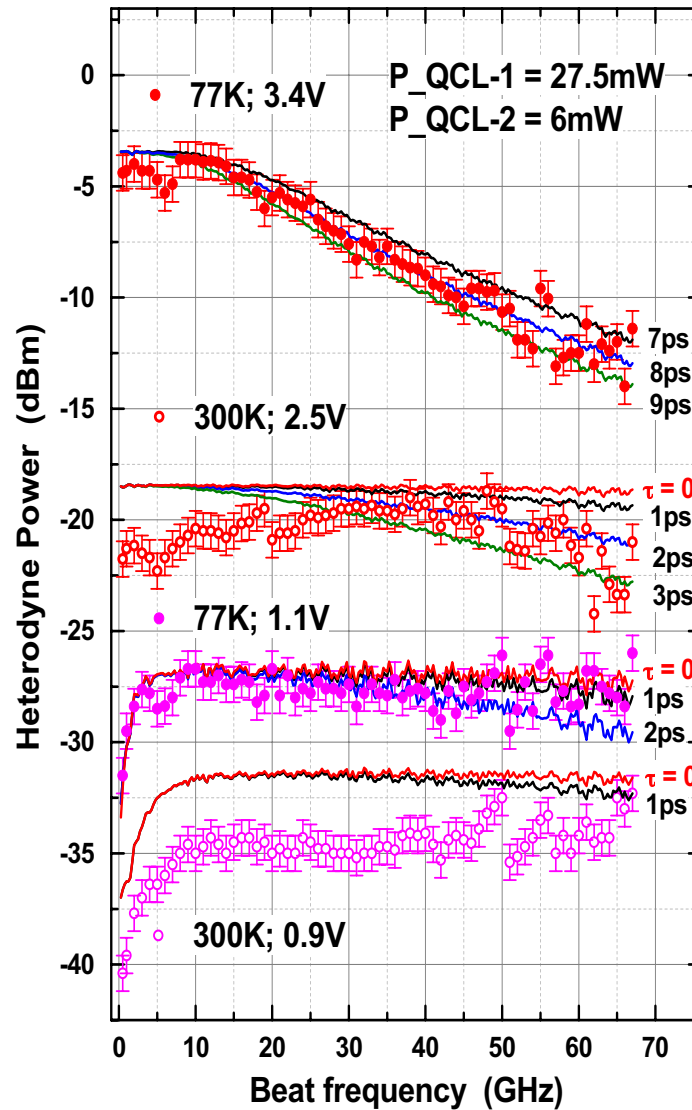 P_QCL-1 = 27.5mW
77K; 3.4V
P_QCL-2 = 6mW
7ps
8ps
9ps
300K; 2.5V
τ = 0
1ps
2ps
3ps
77K; 1.1V
τ = 0
1ps
2ps
τ = 0
1ps
300K; 0.9V
0
-5
-10
-15
-20
-25
-30
-35
-40
Heterodyne Power (dBm)
0 10 20 30 40 50 60 70
Beat frequency (GHz)